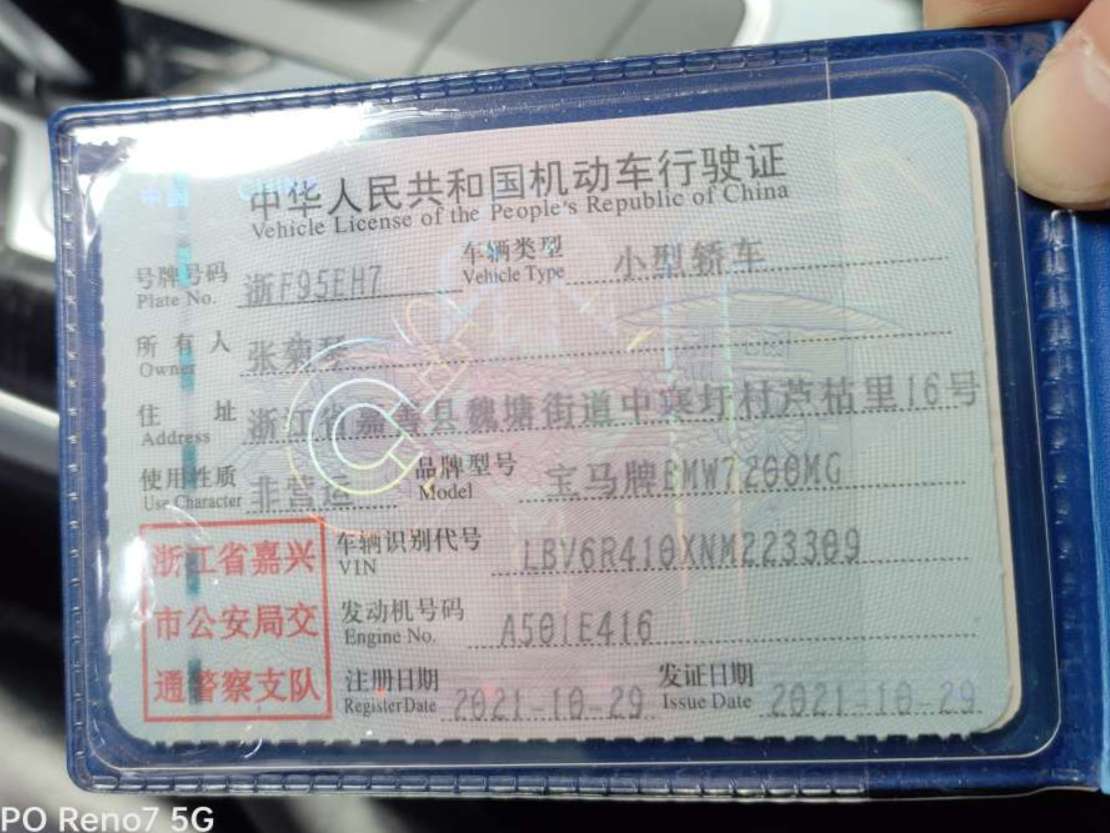 中华人民共和国机动车行驶证
Vehicle License of the People's Republic of China
号牌号码 浙F95EH7 车辆类型 小型轿车
Plate No. Vehicle Type
所有人 张菊
Owner
住址 浙江省嘉善县魏塘街道中寒圩村芦枯里16号
Address
使用性质 非营运 品牌型号 宝马牌BMW7200MG
Use Character Model
浙江省嘉兴
市公安局交
通警察支队
车辆识别代号 LBV6R410XNM223309
VIN
发动机号码 A501E416
Engine No.
注册日期 2021-10-29 发证日期 2021-10-29
Register Date Issue Date
PO Reno7 5G